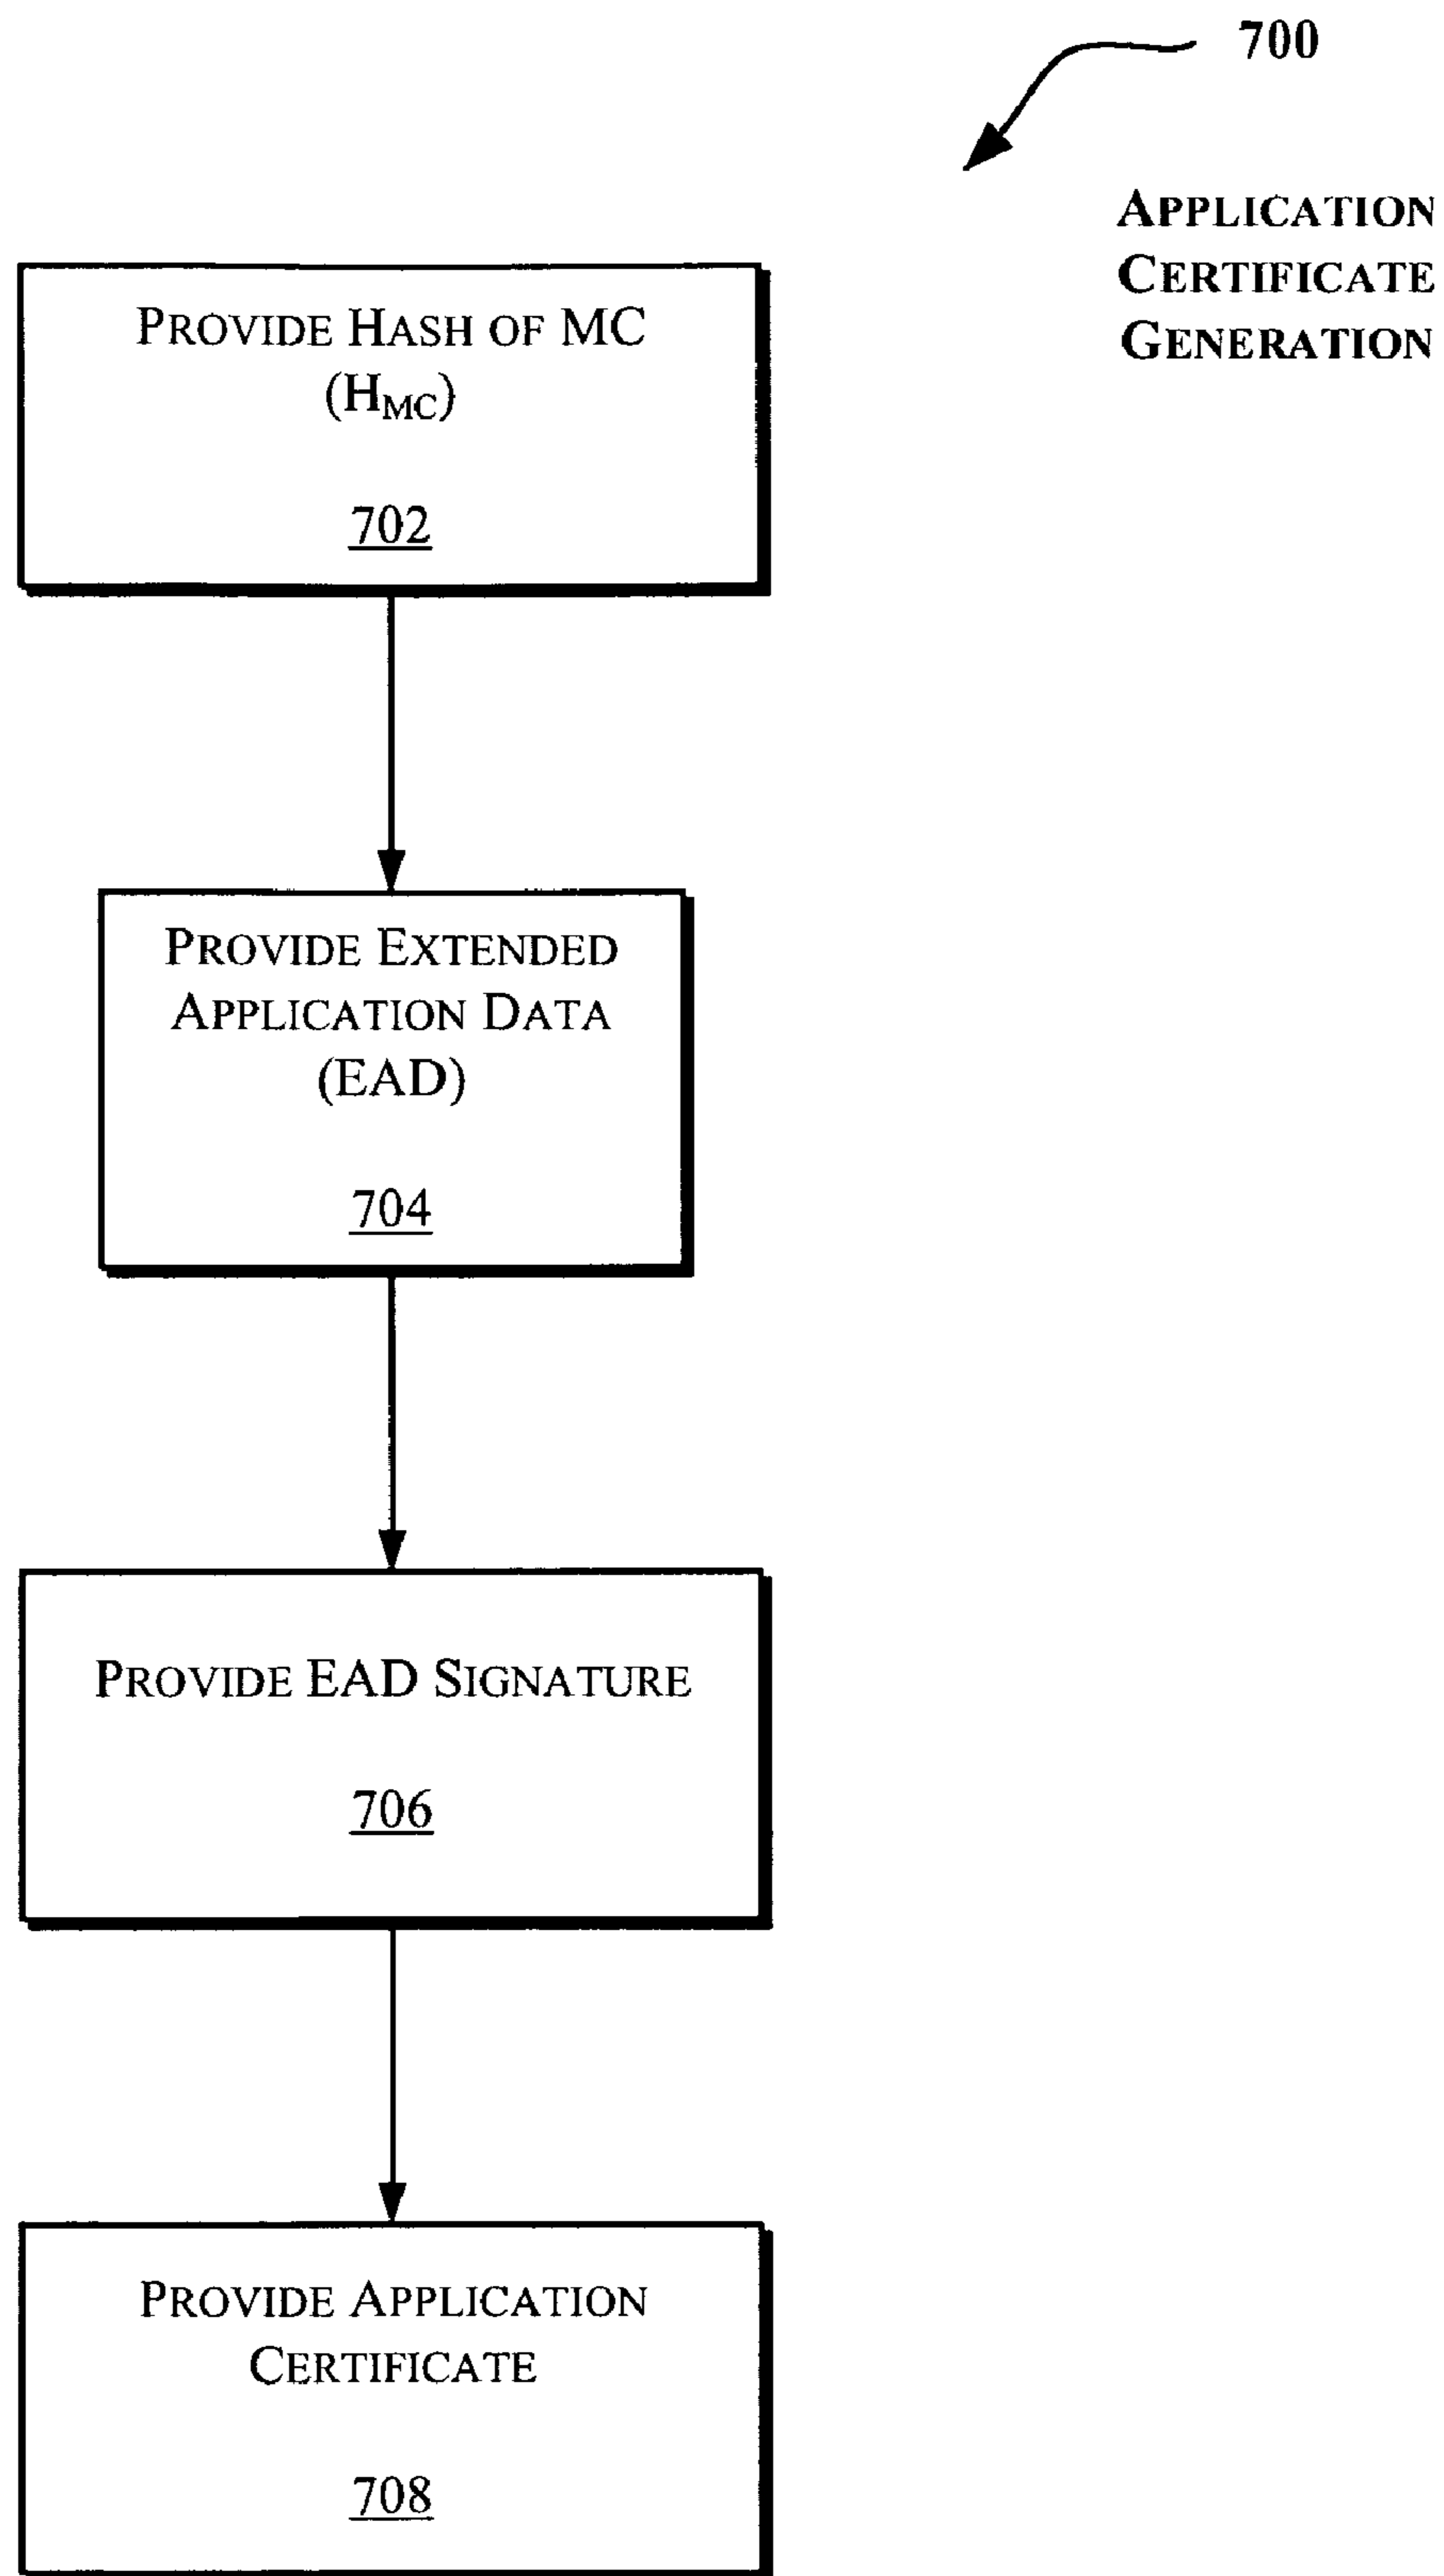 700
APPLICATION
CERTIFICATE
GENERATION
PROVIDE HASH OF MC
(HMC)
702
PROVIDE EXTENDED
APPLICATION DATA
(EAD)
704
PROVIDE EAD SIGNATURE
706
PROVIDE APPLICATION
CERTIFICATE
708